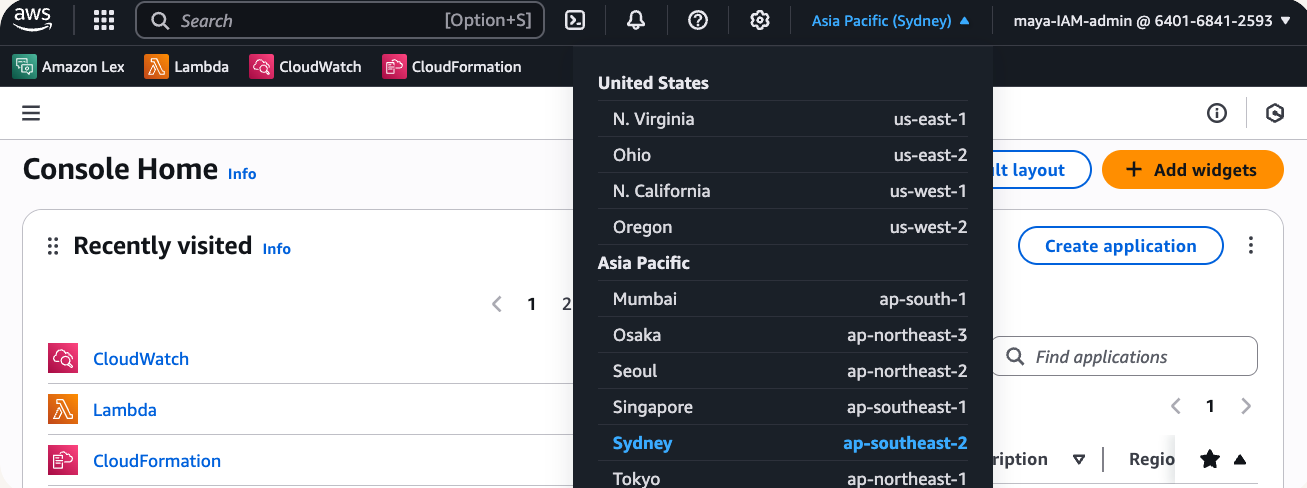 aws Search [Option+S] Asia Pacific (Sydney) ▲ maya-IAM-admin @ 6401-6841-2593 ▼
Amazon Lex Lambda CloudWatch CloudFormation
United States
N. Virginia us-east-1
Ohio us-east-2
N. California us-west-1
Oregon us-west-2
Asia Pacific
Mumbai ap-south-1
Osaka ap-northeast-3
Seoul ap-northeast-2
Singapore ap-southeast-1
Sydney ap-southeast-2
Tokyo ap-northeast-1
Console Home Info
lt layout + Add widgets
Recently visited Info
Create application
1 2
CloudWatch
Lambda
CloudFormation
Find applications
1
ription Regio